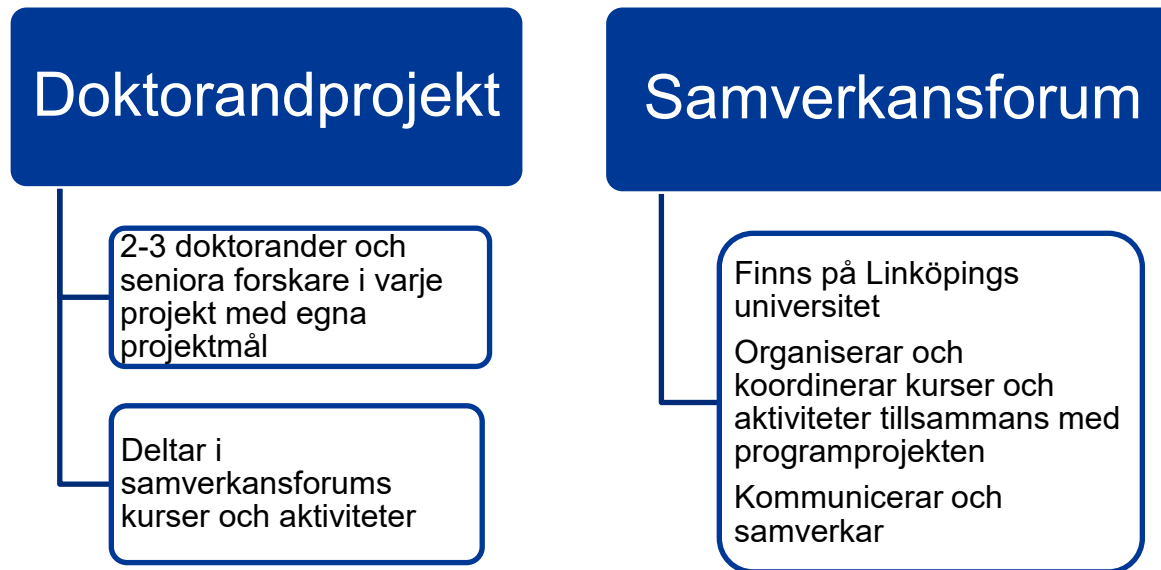 Doktorandprojekt
2-3 doktorander och
seniora forskare i varje
projekt med egna
projektmål
Deltar i
samverkansforums
kurser och aktiviteter
Samverkansforum
Finns på Linköpings
universitet
Organiserar och
koordinerar kurser och
aktiviteter tillsammans med
programprojekten
Kommunicerar och
samverkar